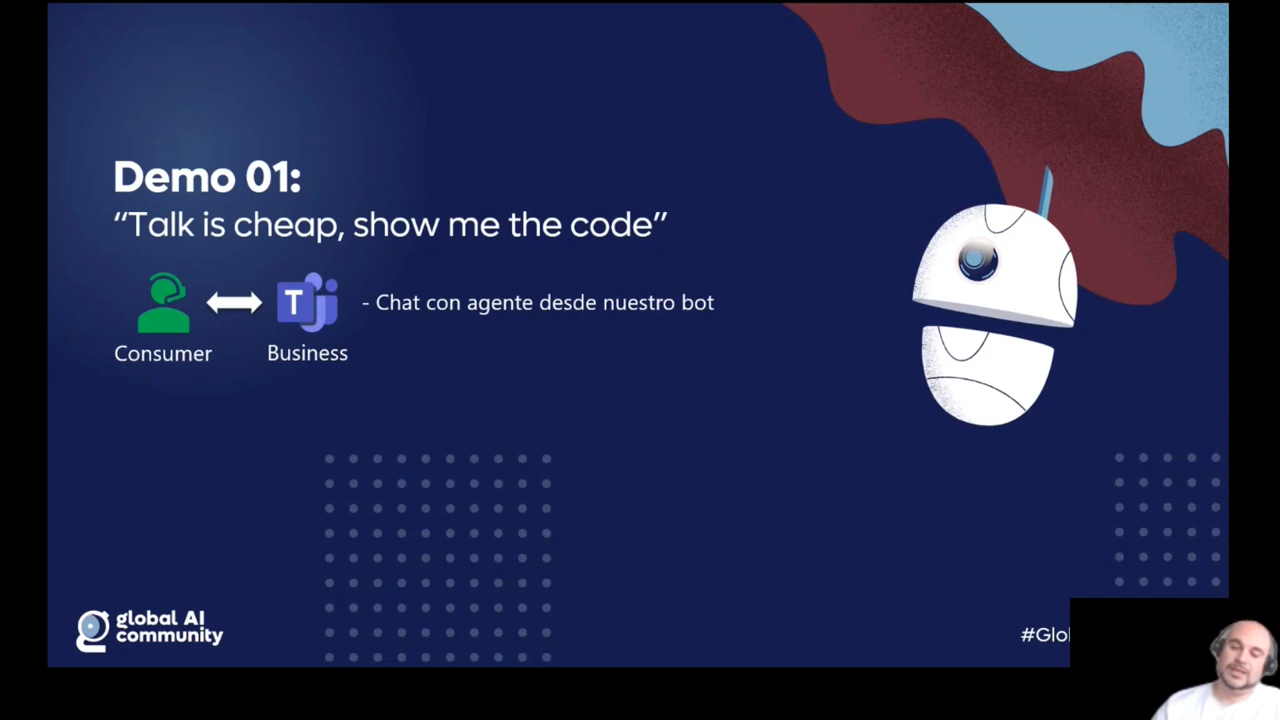 Demo 01:
“Talk is cheap, show me the code”
T
- Chat con agente desde nuestro bot
Consumer
Business
global AI
community
#Glo